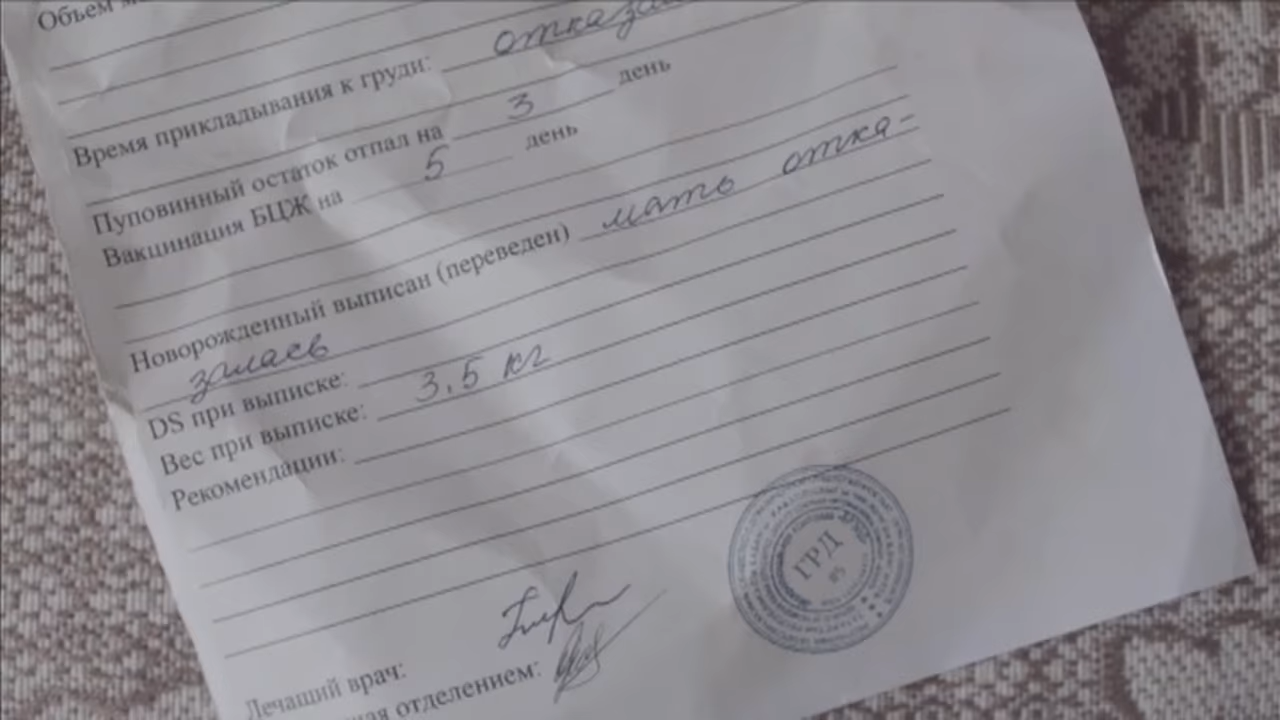 Объем
Время прикладывания к груди: отказа
Пуповинный остаток отпал на 3 день
Вакцинация БЦЖ на 5 день
Новорожденный выписан (переведен) мать отка-
залась
DS при выписке:
Вес при выписке: 3.5 кг
Рекомендации:
ГРД
Лечащий врач:
отделением: